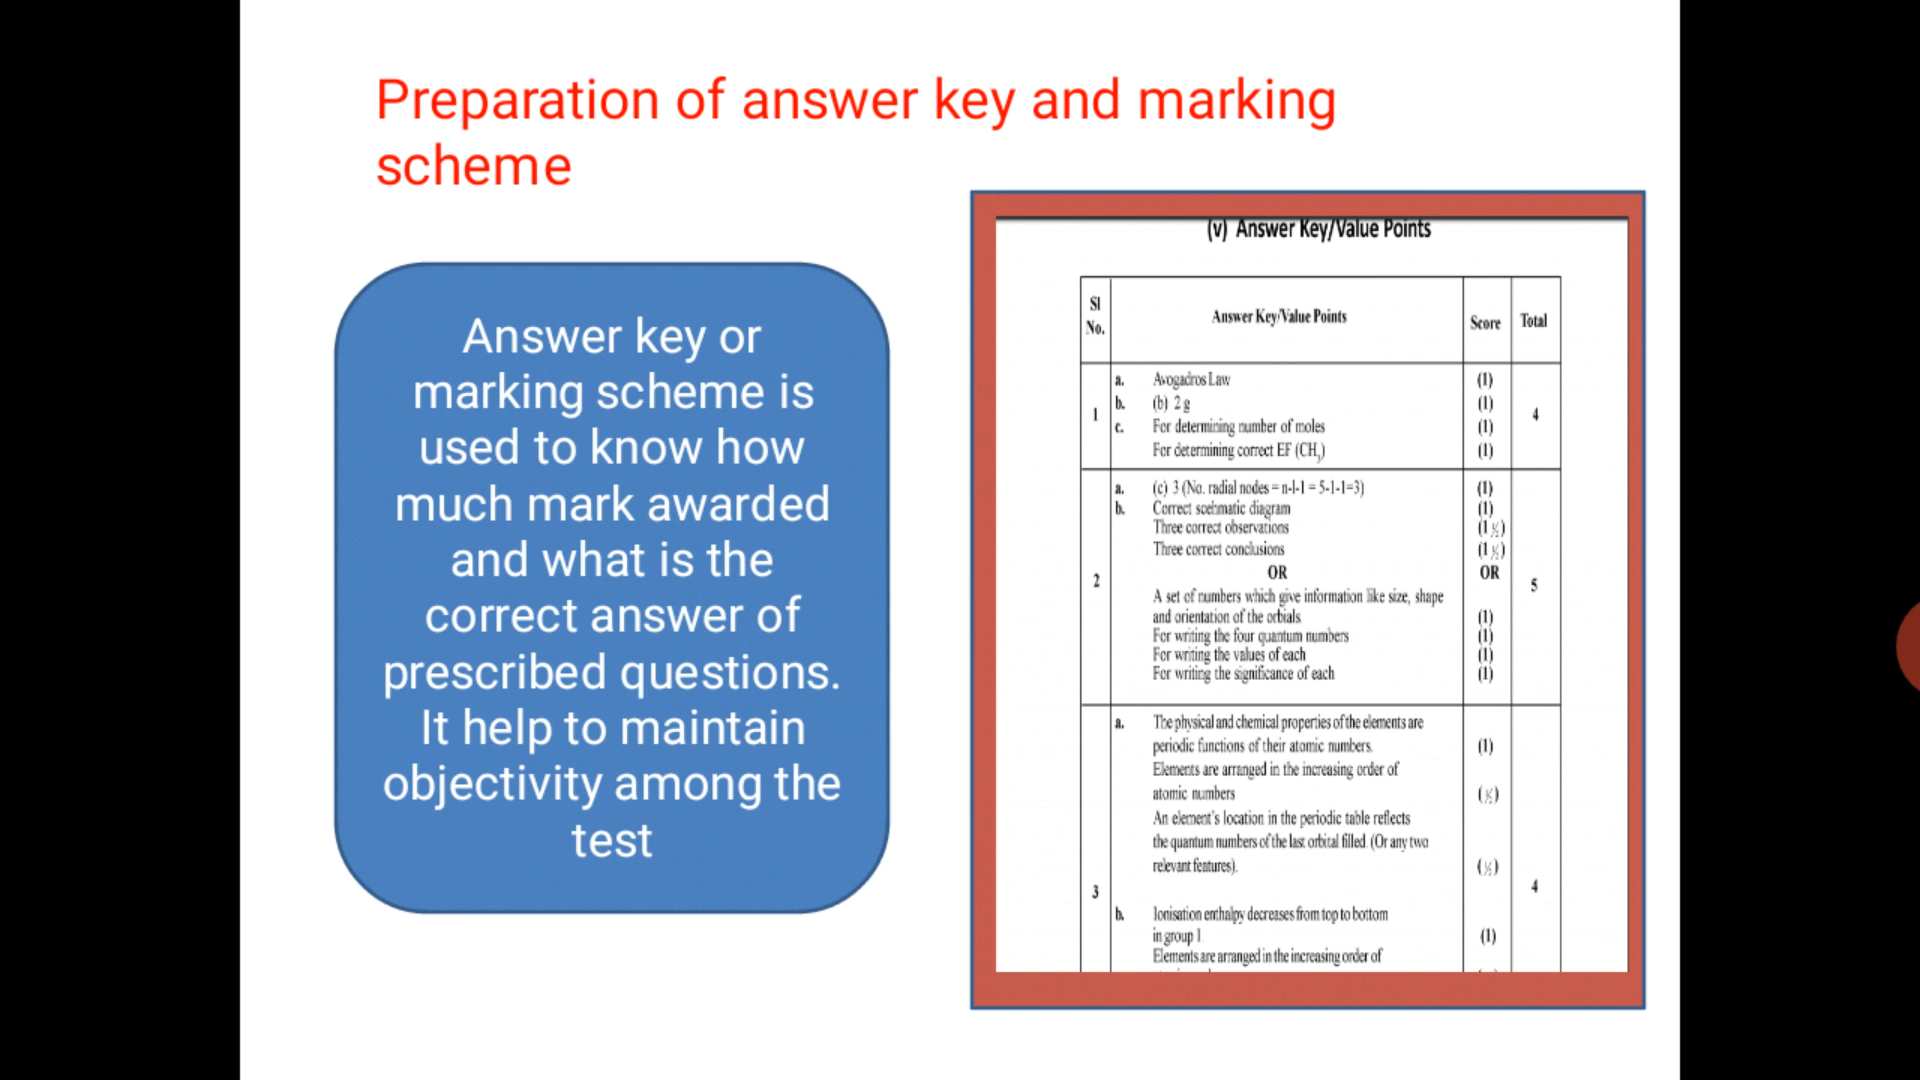 Preparation of answer key and marking
scheme
Answer key or
marking scheme is
used to know how
much mark awarded
and what is the
correct answer of
prescribed questions.
It help to maintain
objectivity among the
test
(v) Answer Key/Value Points
Sl No. Answer Key/Value Points Score Total
1
a. Avogadros Law (1)
b. (b) 2 g (1)
c. For determining number of moles (1)
For determining correct EF (CH₃) (1)
4
2
a. (c) 3 (No. radial nodes = n-l-1 = 5-1-1=3) (1)
b. Correct scehmatic diagram (1)
Three correct observations (1 ½)
Three correct conclusions (1 ½)
OR OR
A set of numbers which give information like size, shape
and orientation of the orbials (1)
For writing the four quantum numbers (1)
For writing the values of each (1)
For writing the significance of each (1)
5
3
a. The physical and chemical properties of the elements are
periodic functions of their atomic numbers. (1)
Elements are arranged in the increasing order of
atomic numbers (½)
An element's location in the periodic table reflects
the quantum numbers of the last orbital filled. (Or any two
relevant features). (½)
4
b. Ionisation enthalpy decreases from top to bottom
in group 1 (1)
Elements are arranged in the increasing order of